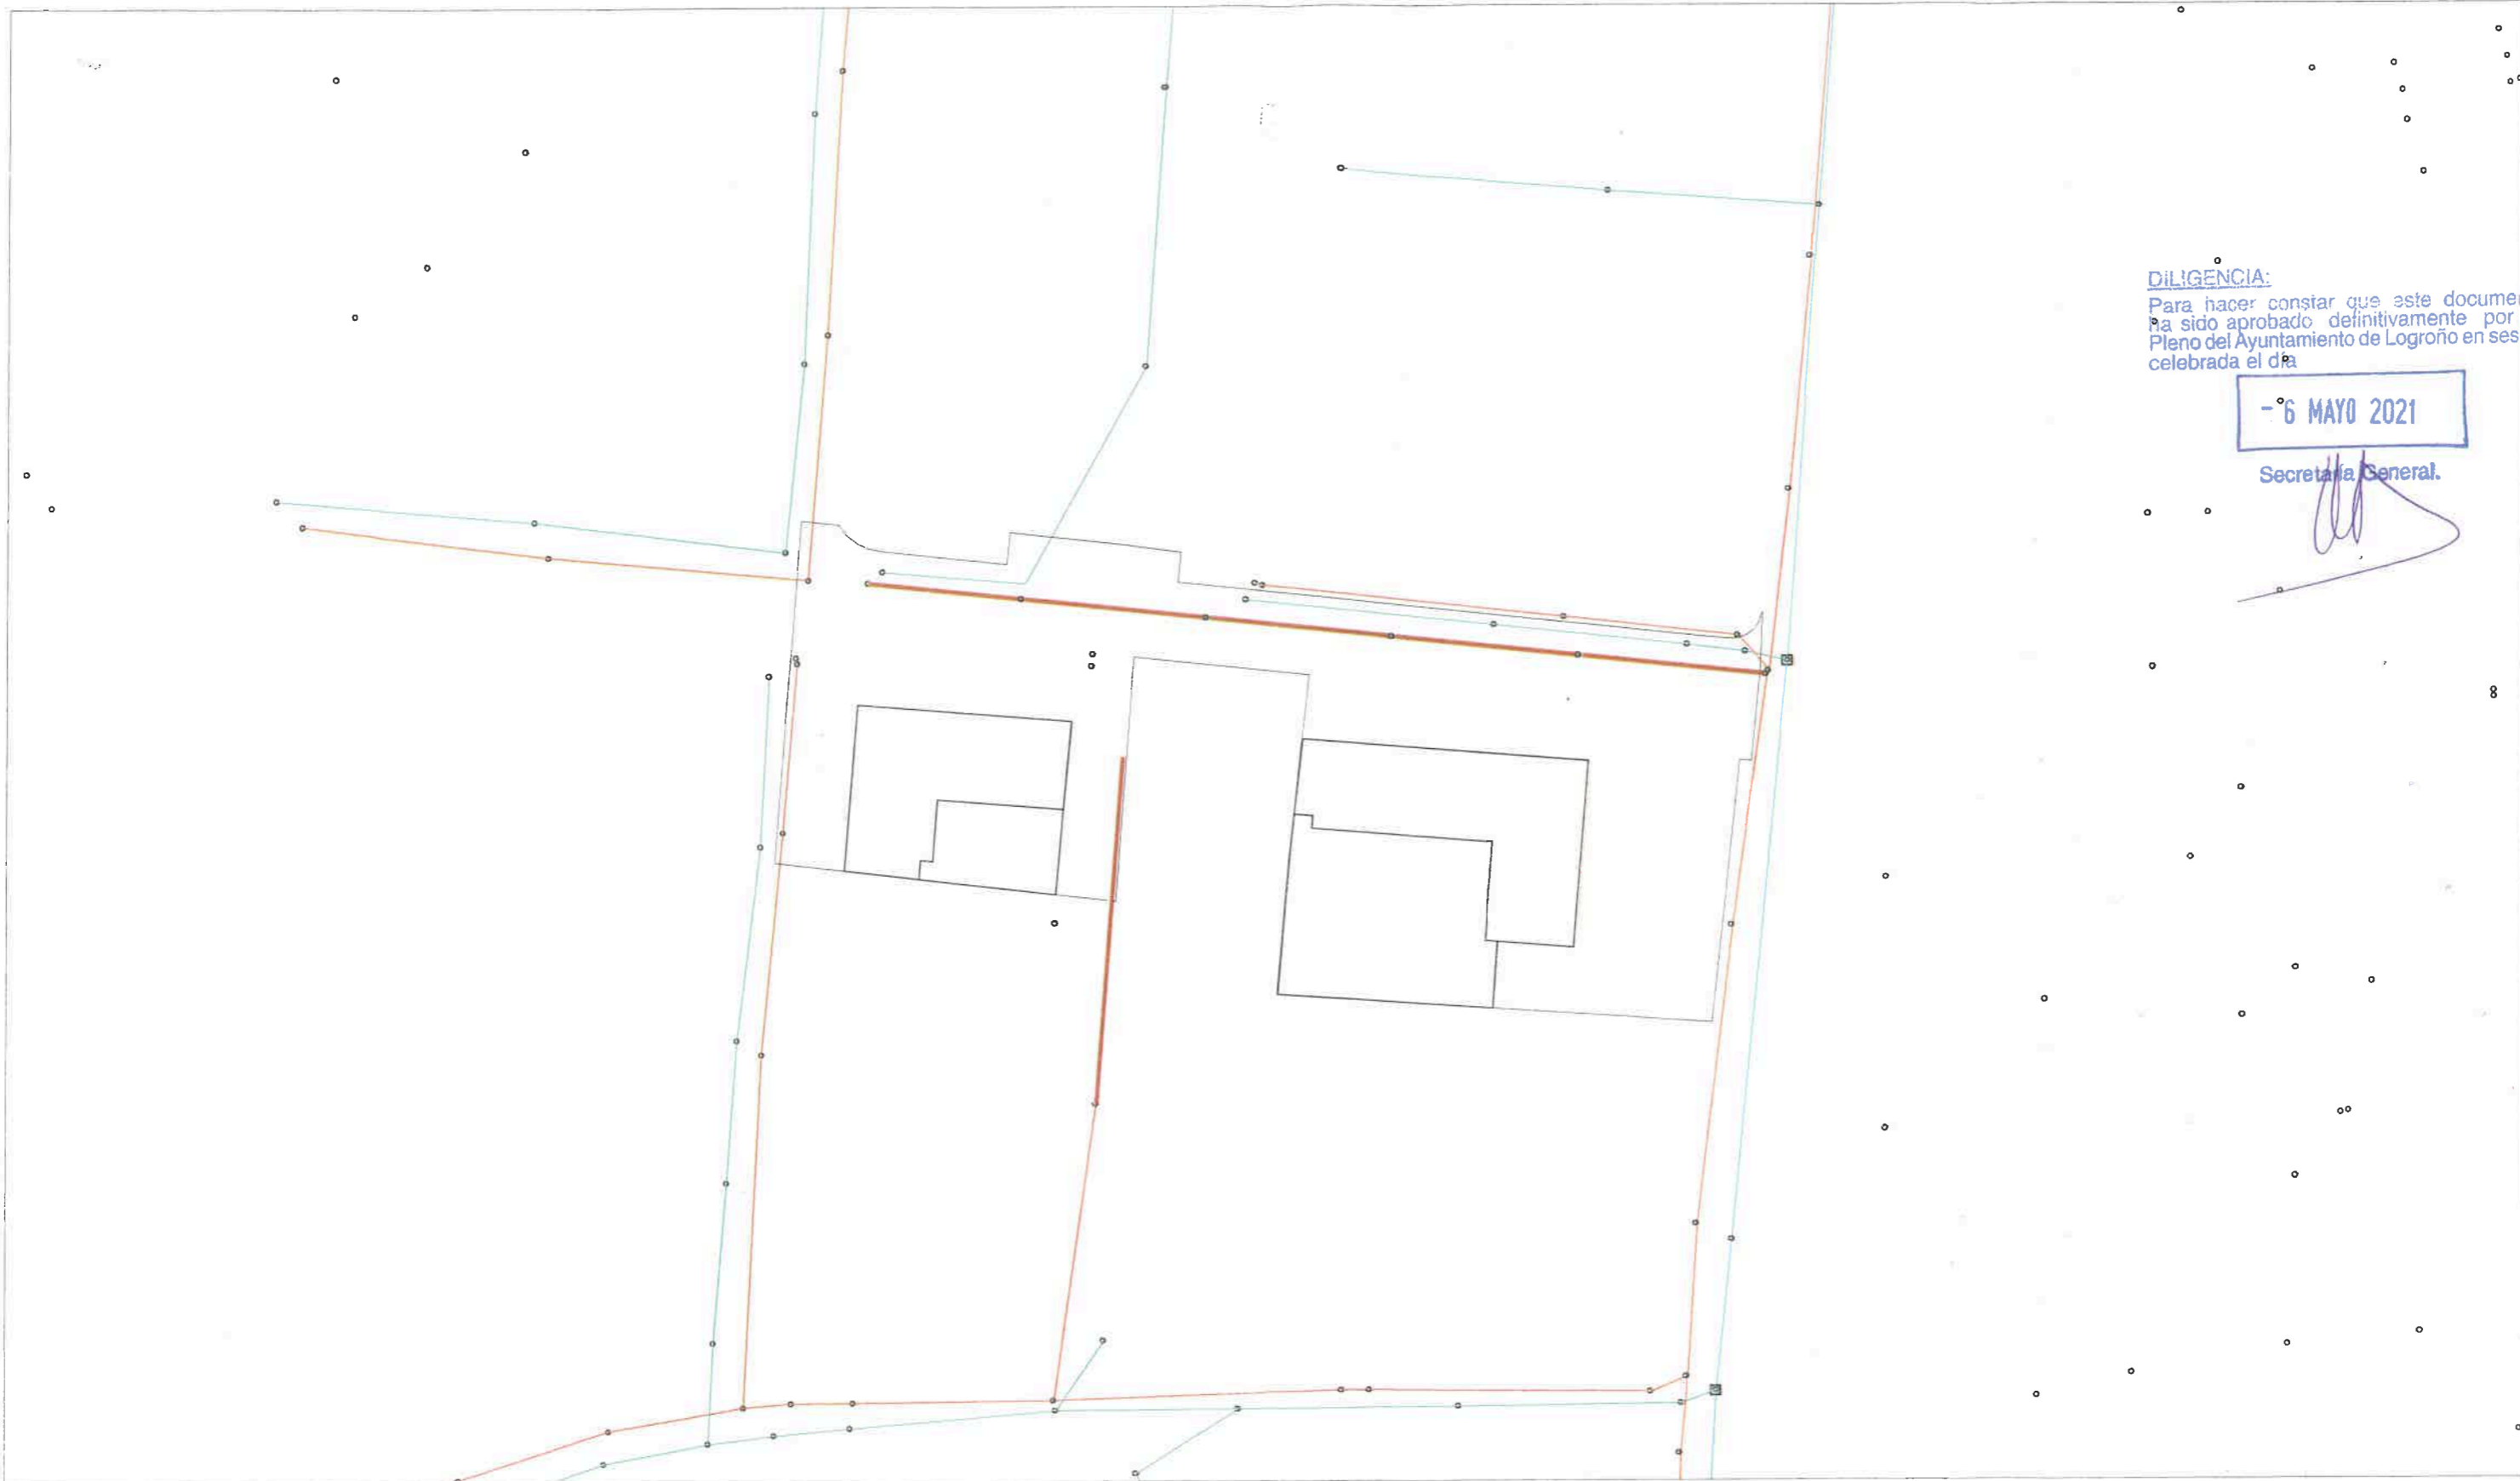 DILIGENCIA:
Para hacer constar que este documen
ha sido aprobado definitivamente por
Pleno del Ayuntamiento de Logroño en ses
celebrada el día
- 6 MAYO 2021
Secretaría General.